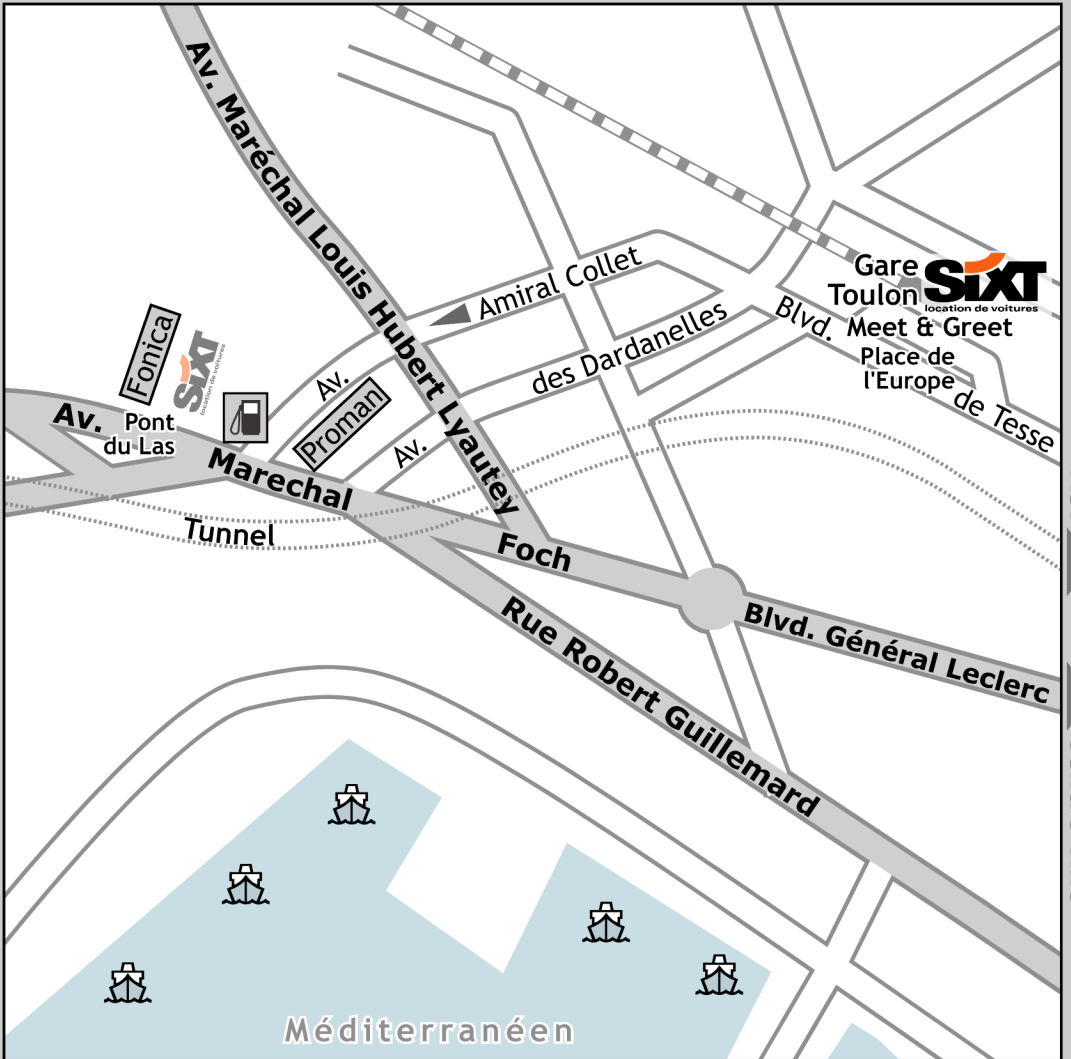 Av. Maréchal Louis Hubert Lyautey
Amiral Collet
Gare
Toulon
SIXT
location de voitures
Meet & Greet
Place de
l'Europe
Blvd.
de Tesse
des Dardanelles
Av.
Av.
Fonica
SIXT
location de voitures
Proman
Av.
Pont
du Las
Marechal
Foch
Tunnel
Blvd. Général Leclerc
Rue Robert Guillemard
Méditerranéen